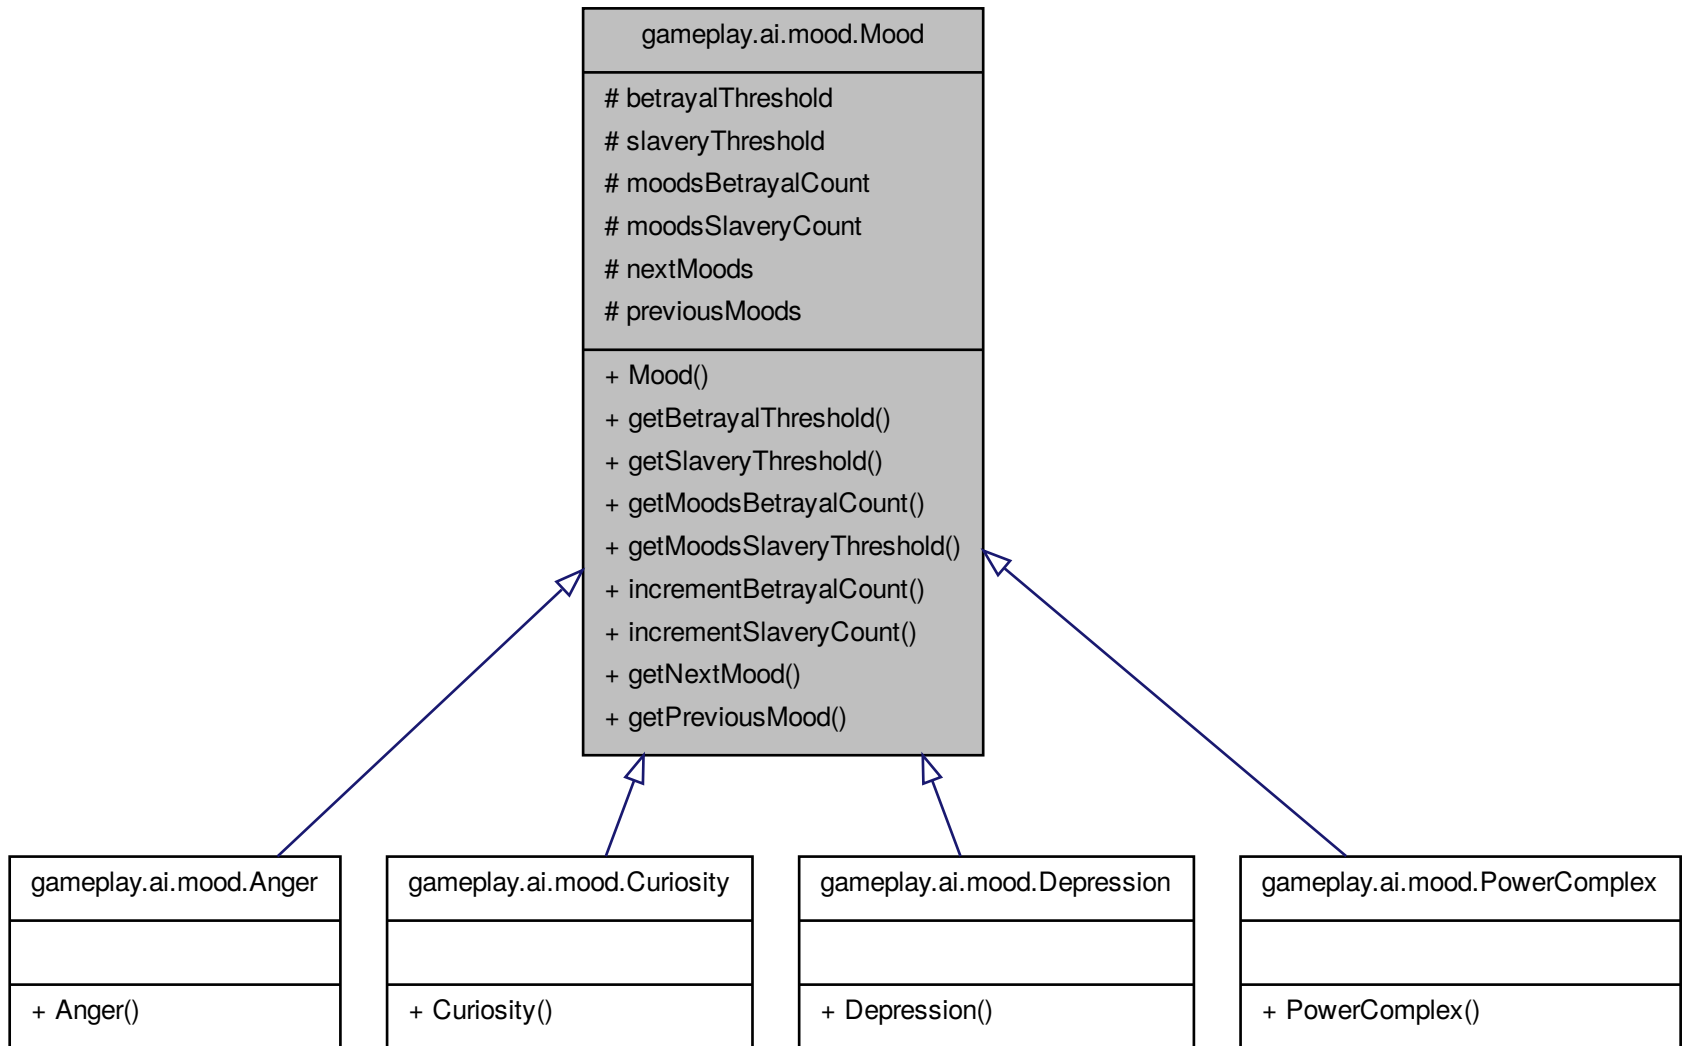 gameplay.ai.mood.Mood
# betrayalThreshold
# slaveryThreshold
# moodsBetrayalCount
# moodsSlaveryCount
# nextMoods
# previousMoods
+ Mood()
+ getBetrayalThreshold()
+ getSlaveryThreshold()
+ getMoodsBetrayalCount()
+ getMoodsSlaveryThreshold()
+ incrementBetrayalCount()
+ incrementSlaveryCount()
+ getNextMood()
+ getPreviousMood()
gameplay.ai.mood.Anger
+ Anger()
gameplay.ai.mood.Curiosity
+ Curiosity()
gameplay.ai.mood.Depression
+ Depression()
gameplay.ai.mood.PowerComplex
+ PowerComplex()